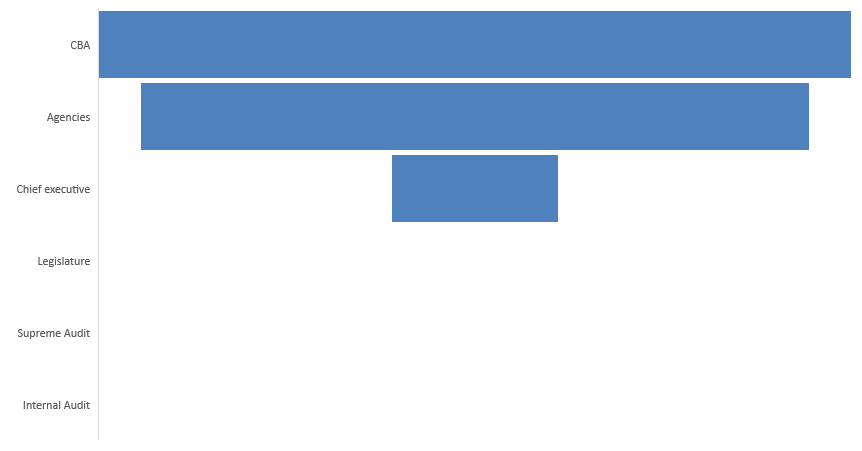 CBA
Agencies
Chief executive
Legislature
Supreme Audit
Internal Audit